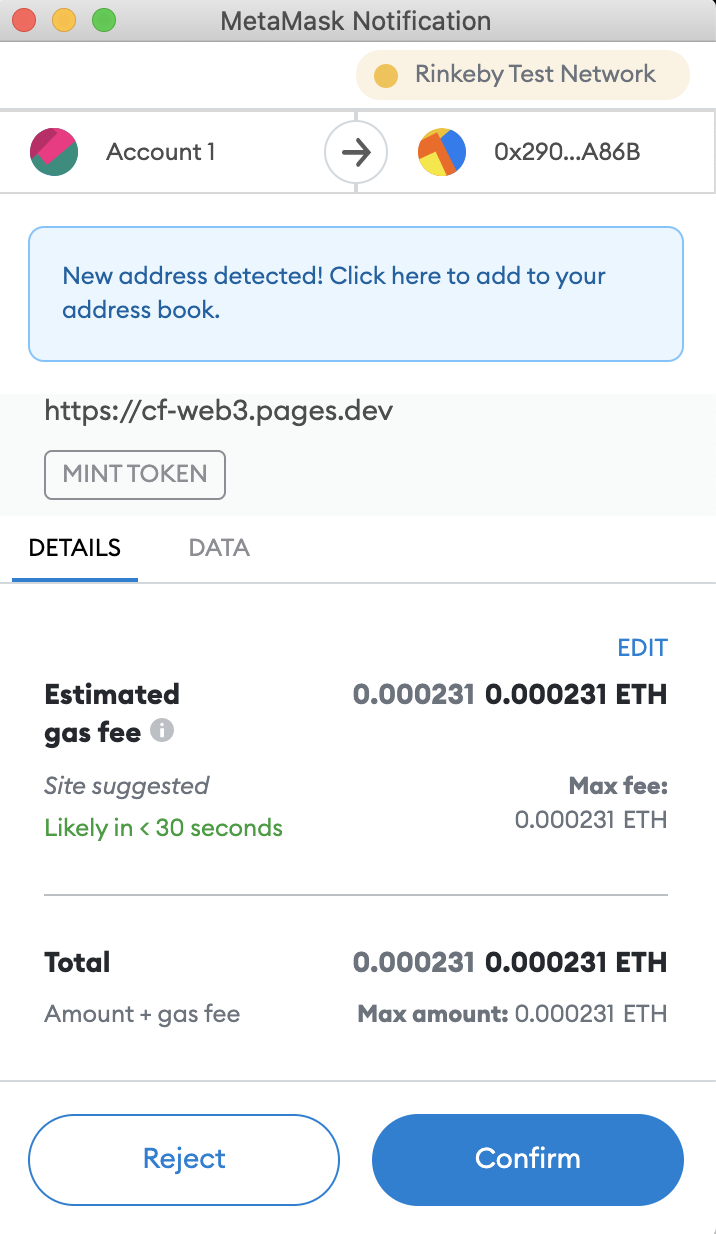 MetaMask Notification
Rinkeby Test Network
Account 1
0x290...A86B
New address detected! Click here to add to your
address book.
https://cf-web3.pages.dev
MINT TOKEN
DETAILS DATA
EDIT
Estimated 0.000231 0.000231 ETH
gas fee i
Site suggested Max fee:
Likely in < 30 seconds 0.000231 ETH
Total 0.000231 0.000231 ETH
Amount + gas fee Max amount: 0.000231 ETH
Reject Confirm